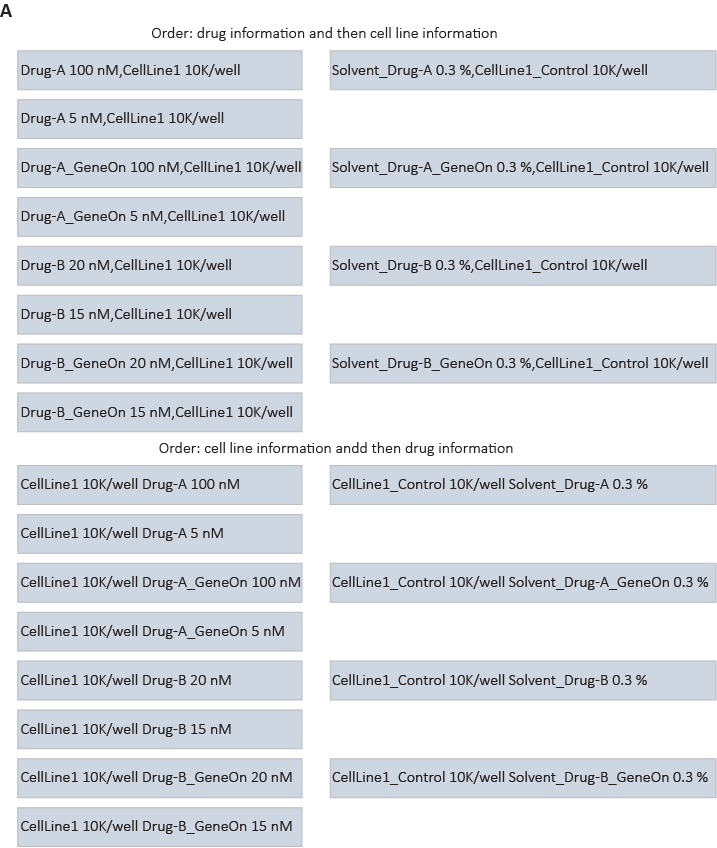 A
Order: drug information and then cell line information
Drug-A 100 nM,CellLine1 10K/well
Solvent_Drug-A 0.3 %,CellLine1_Control 10K/well
Drug-A 5 nM,CellLine1 10K/well
Drug-A_GeneOn 100 nM,CellLine1 10K/well
Solvent_Drug-A_GeneOn 0.3 %,CellLine1_Control 10K/well
Drug-A_GeneOn 5 nM,CellLine1 10K/well
Drug-B 20 nM,CellLine1 10K/well
Solvent_Drug-B 0.3 %,CellLine1_Control 10K/well
Drug-B 15 nM,CellLine1 10K/well
Drug-B_GeneOn 20 nM,CellLine1 10K/well
Solvent_Drug-B_GeneOn 0.3 %,CellLine1_Control 10K/well
Drug-B_GeneOn 15 nM,CellLine1 10K/well
Order: cell line information andd then drug information
CellLine1 10K/well Drug-A 100 nM
CellLine1_Control 10K/well Solvent_Drug-A 0.3 %
CellLine1 10K/well Drug-A 5 nM
CellLine1 10K/well Drug-A_GeneOn 100 nM
CellLine1_Control 10K/well Solvent_Drug-A_GeneOn 0.3 %
CellLine1 10K/well Drug-A_GeneOn 5 nM
CellLine1 10K/well Drug-B 20 nM
CellLine1_Control 10K/well Solvent_Drug-B 0.3 %
CellLine1 10K/well Drug-B 15 nM
CellLine1 10K/well Drug-B_GeneOn 20 nM
CellLine1_Control 10K/well Solvent_Drug-B_GeneOn 0.3 %
CellLine1 10K/well Drug-B_GeneOn 15 nM